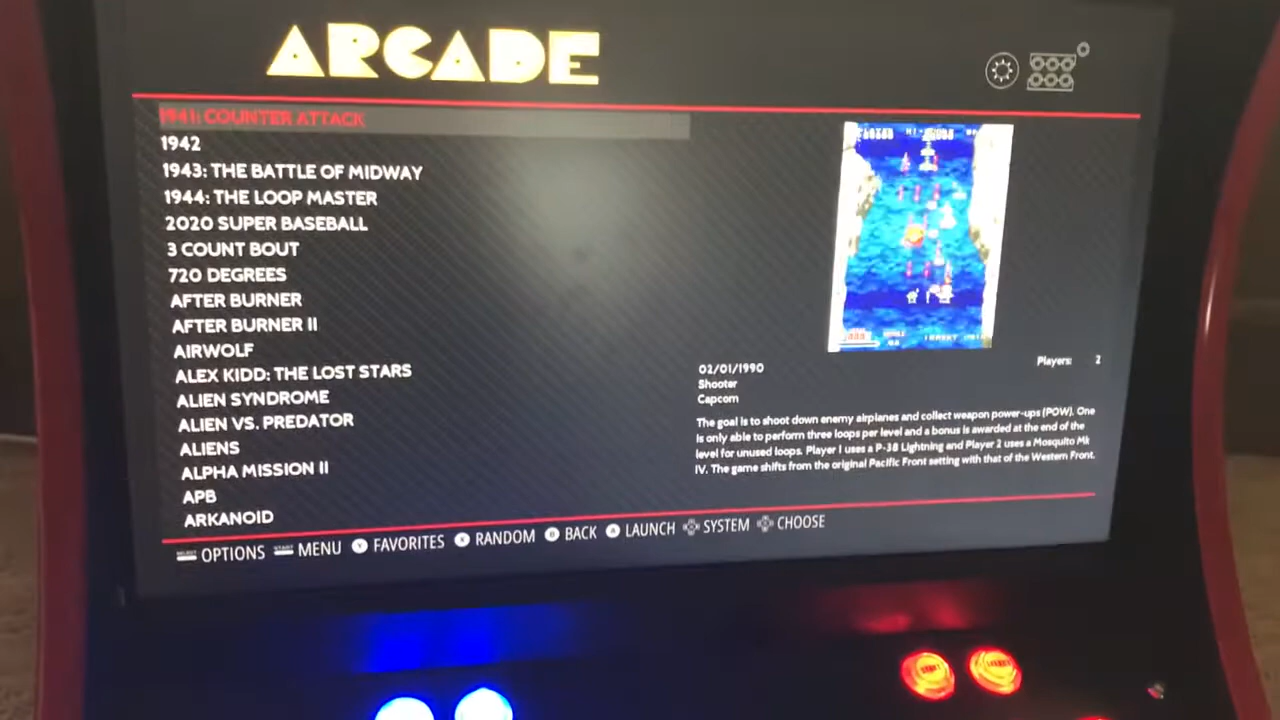 ARCADE
1941: COUNTER ATTACK
1942
1943: THE BATTLE OF MIDWAY
1944: THE LOOP MASTER
2020 SUPER BASEBALL
3 COUNT BOUT
720 DEGREES
AFTER BURNER
AFTER BURNER II
AIRWOLF
ALEX KIDD: THE LOST STARS
ALIEN SYNDROME
ALIEN VS. PREDATOR
ALIENS
ALPHA MISSION II
APB
ARKANOID
Players: 2
02/01/1990
Shooter
Capcom
The goal is to shoot down enemy airplanes and collect weapon power-ups (POW). One
is only able to perform three loops per level and a bonus is awarded at the end of the
level for unused loops. Player 1 uses a P-38 Lightning and Player 2 uses a Mosquito Mk
IV. The game shifts from the original Pacific Front setting with that of the Western Front.
SELECT OPTIONS START MENU Y FAVORITES X RANDOM B BACK A LAUNCH SYSTEM CHOOSE